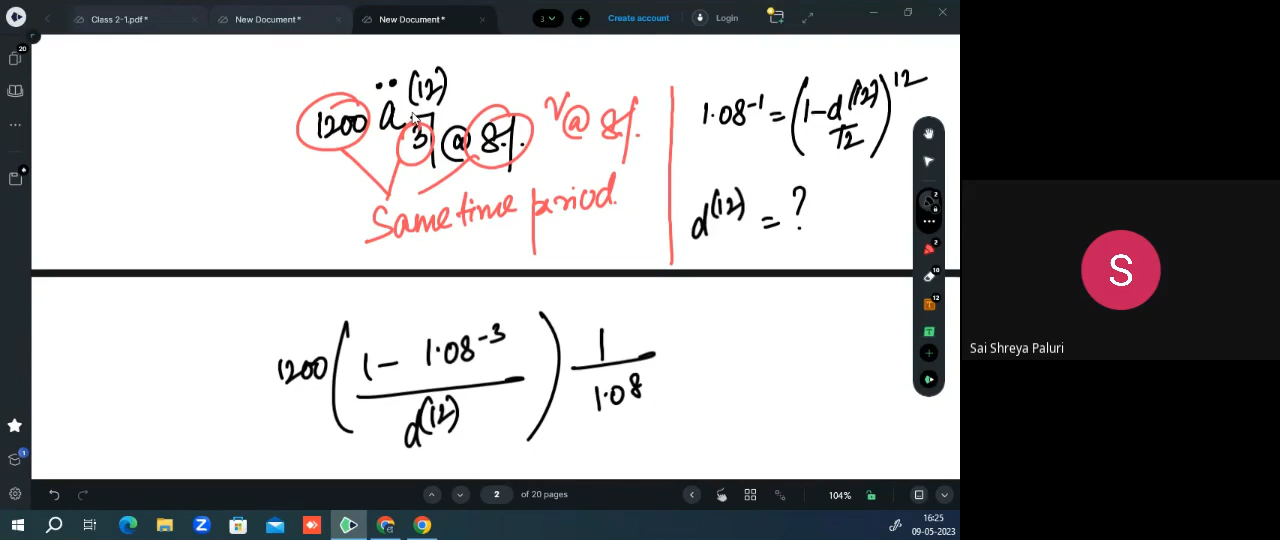 Class 2-1.pdf*
New Document*
New Document*
3
Create account
Login
20
1200 ä(12) 3 @ 8%. v@ 8%.
Same time period.
1.08⁻¹ = (1 - d(12)/12)¹²
d(12) = ?
1200 (1 - 1.08⁻³ / d(12)) 1/1.08
Sai Shreya Paluri
S
2 of 20 pages
104%
16:25
09-05-2023